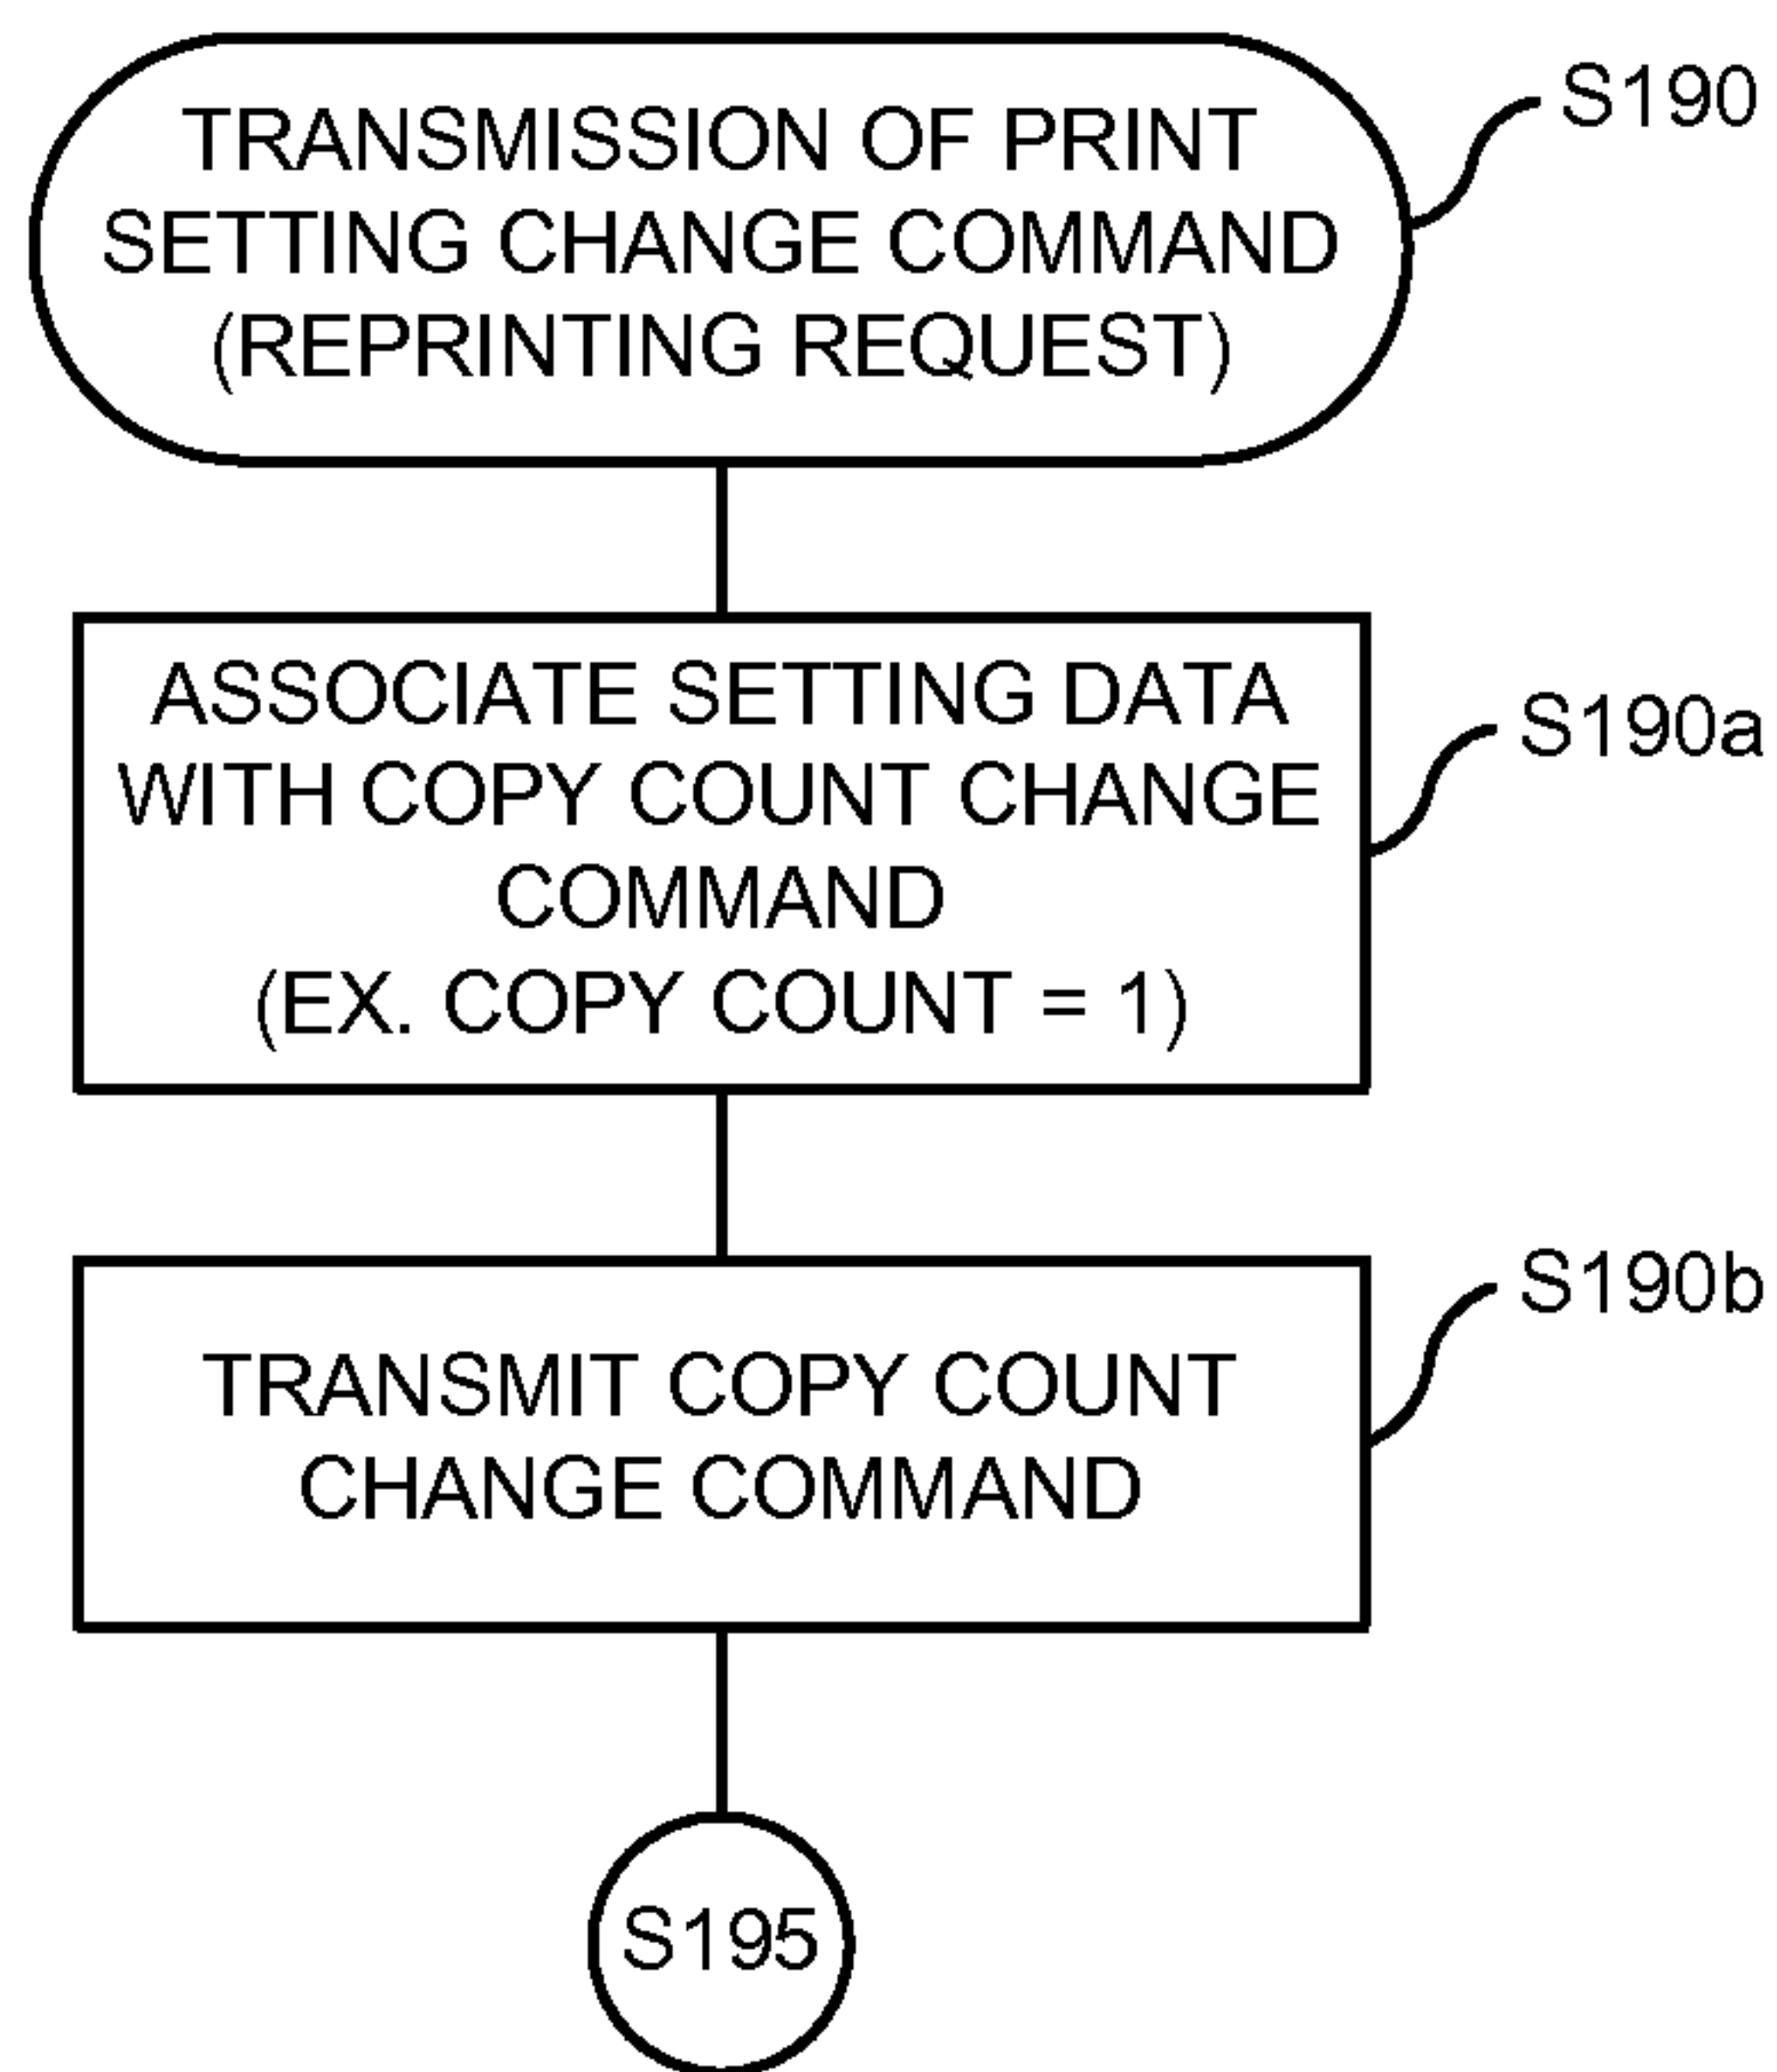 TRANSMISSION OF PRINT
SETTING CHANGE COMMAND
(REPRINTING REQUEST)
S190
ASSOCIATE SETTING DATA
WITH COPY COUNT CHANGE
COMMAND
(EX. COPY COUNT = 1)
S190a
TRANSMIT COPY COUNT
CHANGE COMMAND
S190b
S195